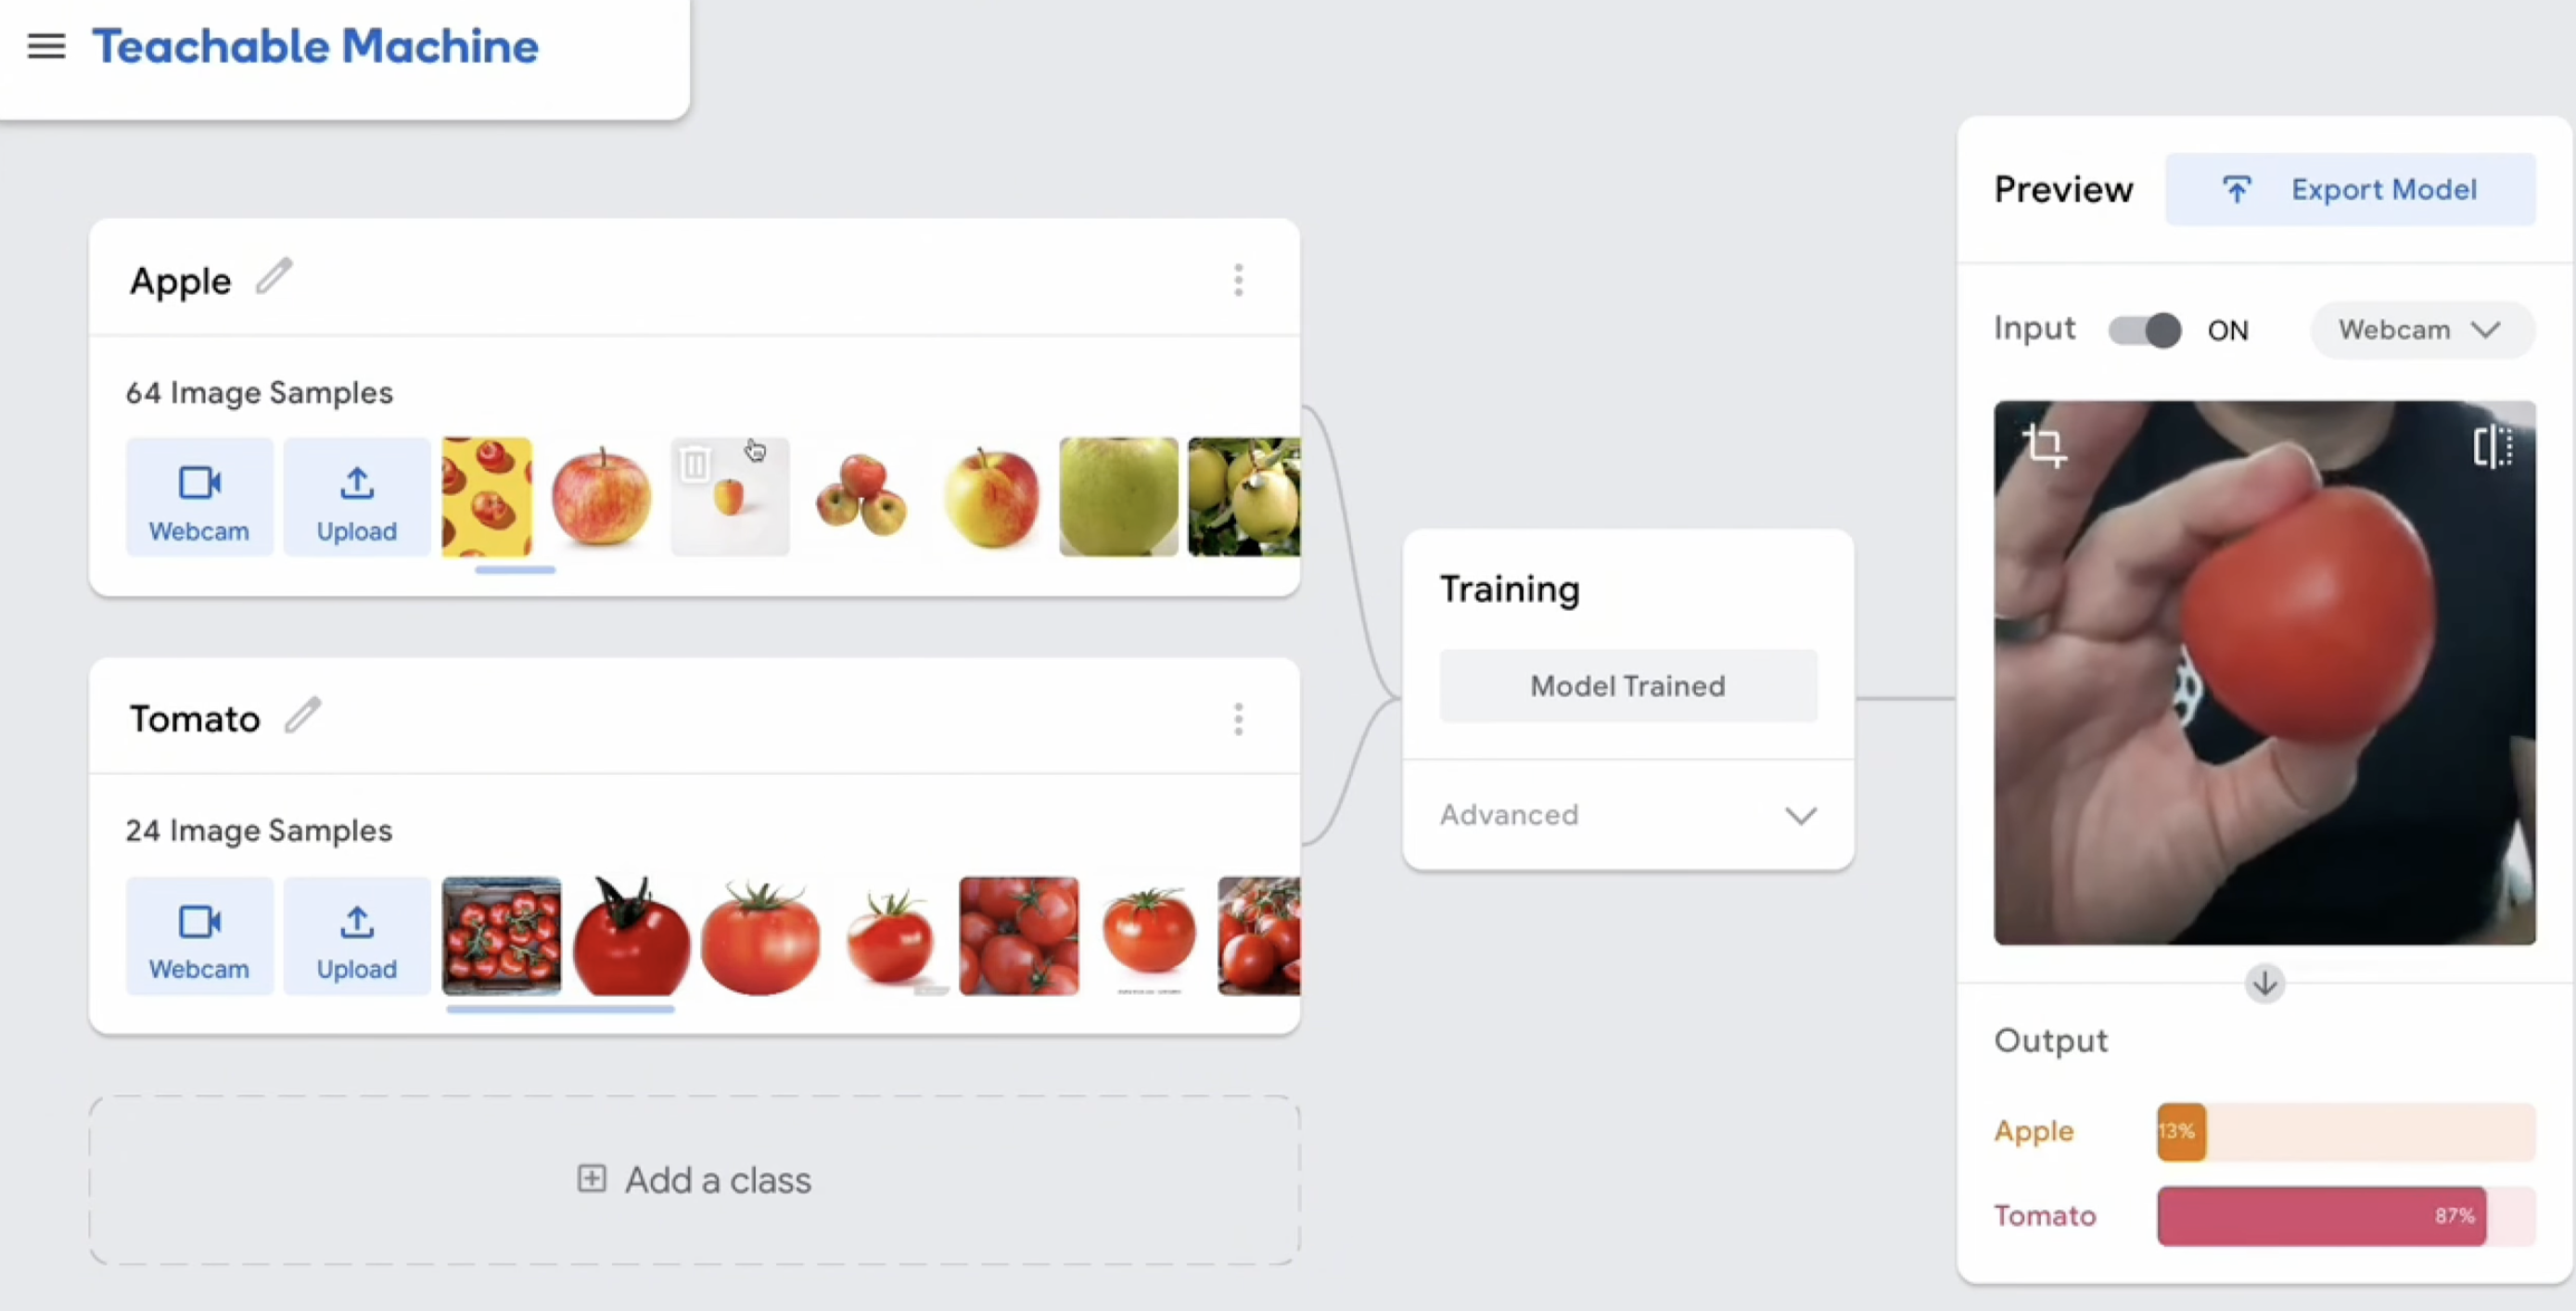 Teachable Machine
Apple
64 Image Samples
Webcam
Upload
Tomato
24 Image Samples
Webcam
Upload
Add a class
Training
Model Trained
Advanced
Preview
Export Model
Input
ON
Webcam
Output
Apple
13%
Tomato
87%